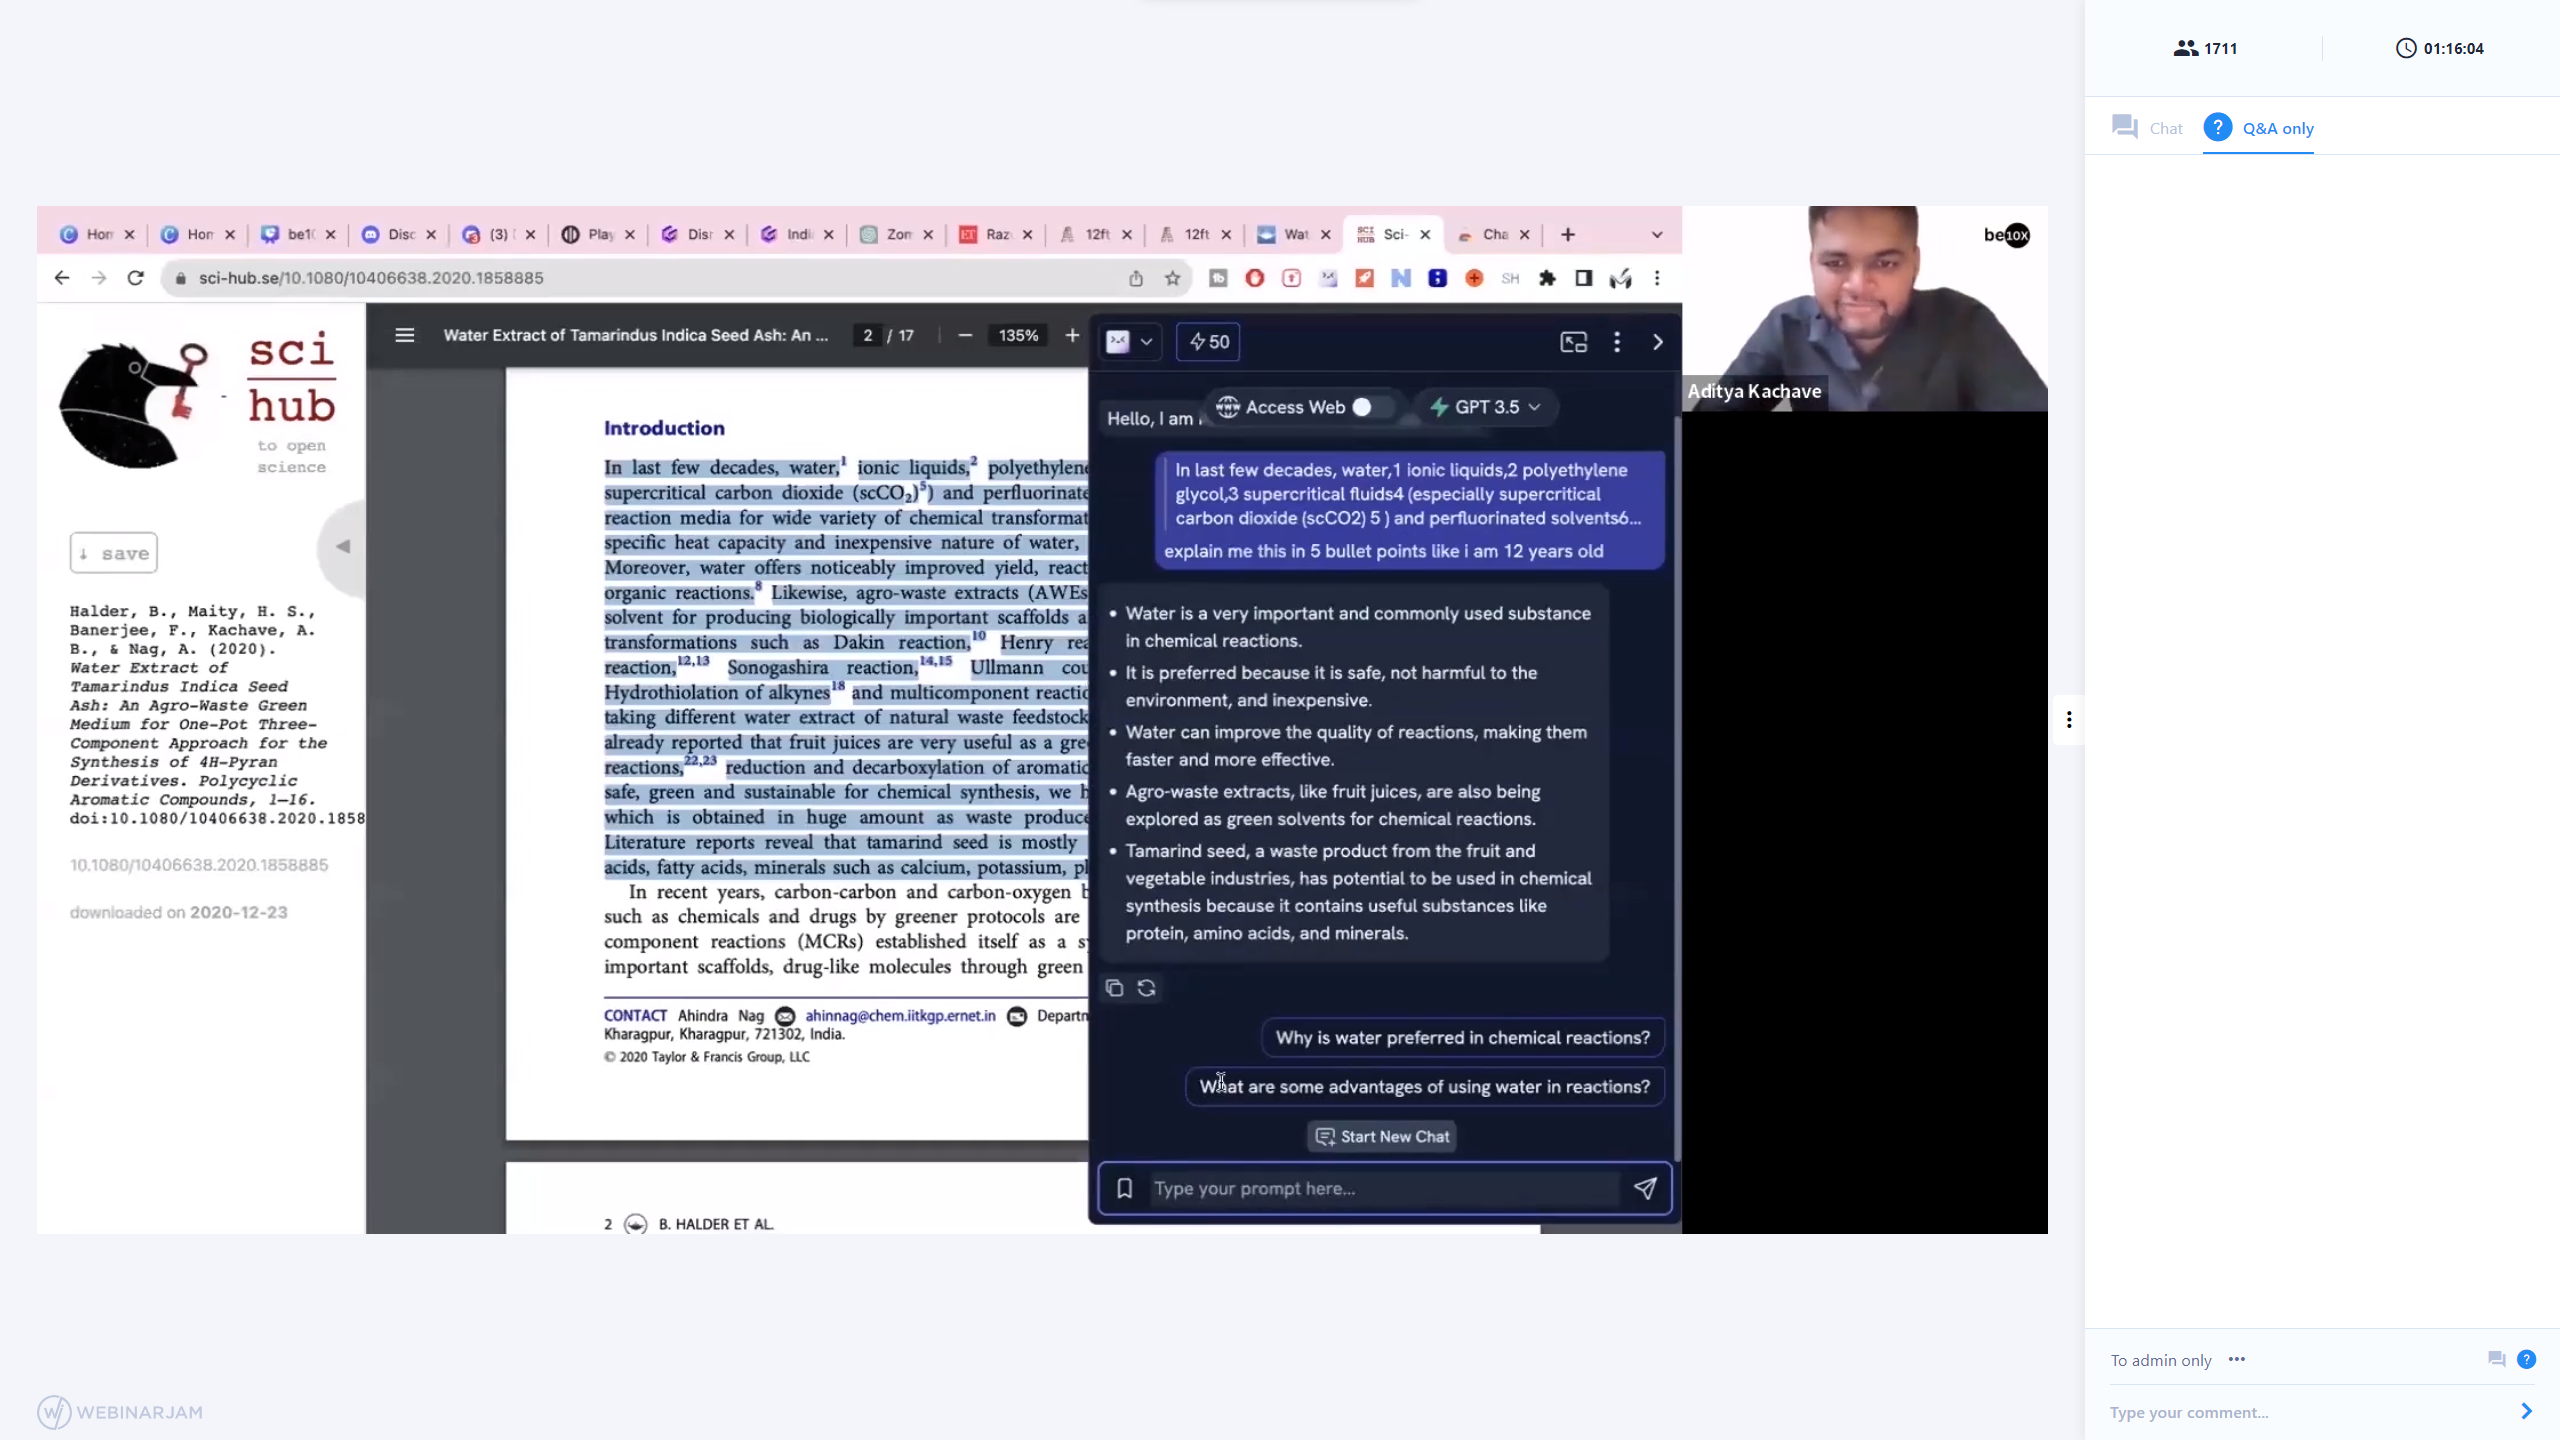 1711
01:16:04
Chat
Q&A only
Hon
Hon
be1
Disc
(3)
Play
Disn
Indi
Zom
Raz
12ft
12ft
Wat
Sci-
Cha
sci-hub.se/10.1080/10406638.2020.1858885
SH
be10x
Aditya Kachave
sci
hub
to open
science
↓ save
Halder, B., Maity, H. S.,
Banerjee, F., Kachave, A.
B., & Nag, A. (2020).
Water Extract of
Tamarindus Indica Seed
Ash: An Agro-Waste Green
Medium for One-Pot Three-
Component Approach for the
Synthesis of 4H-Pyran
Derivatives. Polycyclic
Aromatic Compounds, 1–16.
doi:10.1080/10406638.2020.1858
10.1080/10406638.2020.1858885
downloaded on 2020-12-23
Water Extract of Tamarindus Indica Seed Ash: An ...
2 / 17
135%
Introduction
In last few decades, water,1 ionic liquids,2 polyethylene
supercritical carbon dioxide (scCO2)5) and perfluorinate
reaction media for wide variety of chemical transformat
specific heat capacity and inexpensive nature of water,
Moreover, water offers noticeably improved yield, react
organic reactions.8 Likewise, agro-waste extracts (AWEs
solvent for producing biologically important scaffolds a
transformations such as Dakin reaction,10 Henry rea
reaction,12,13 Sonogashira reaction,14,15 Ullmann cou
Hydrothiolation of alkynes18 and multicomponent reactio
taking different water extract of natural waste feedstock
already reported that fruit juices are very useful as a gre
reactions,22,23 reduction and decarboxylation of aromatic
safe, green and sustainable for chemical synthesis, we h
which is obtained in huge amount as waste produce
Literature reports reveal that tamarind seed is mostly
acids, fatty acids, minerals such as calcium, potassium, pl
In recent years, carbon-carbon and carbon-oxygen b
such as chemicals and drugs by greener protocols are
component reactions (MCRs) established itself as a s
important scaffolds, drug-like molecules through green
CONTACT Ahindra Nag ahinnag@chem.iitkgp.ernet.in Departn
Kharagpur, Kharagpur, 721302, India.
© 2020 Taylor & Francis Group, LLC
2 B. HALDER ET AL.
50
Access Web
GPT 3.5
Hello, I am
In last few decades, water,1 ionic liquids,2 polyethylene
glycol,3 supercritical fluids4 (especially supercritical
carbon dioxide (scCO2) 5 ) and perfluorinated solvents6...
explain me this in 5 bullet points like i am 12 years old
• Water is a very important and commonly used substance
in chemical reactions.
• It is preferred because it is safe, not harmful to the
environment, and inexpensive.
• Water can improve the quality of reactions, making them
faster and more effective.
• Agro-waste extracts, like fruit juices, are also being
explored as green solvents for chemical reactions.
• Tamarind seed, a waste product from the fruit and
vegetable industries, has potential to be used in chemical
synthesis because it contains useful substances like
protein, amino acids, and minerals.
Why is water preferred in chemical reactions?
What are some advantages of using water in reactions?
Start New Chat
Type your prompt here...
To admin only
Type your comment...
WEBINARJAM